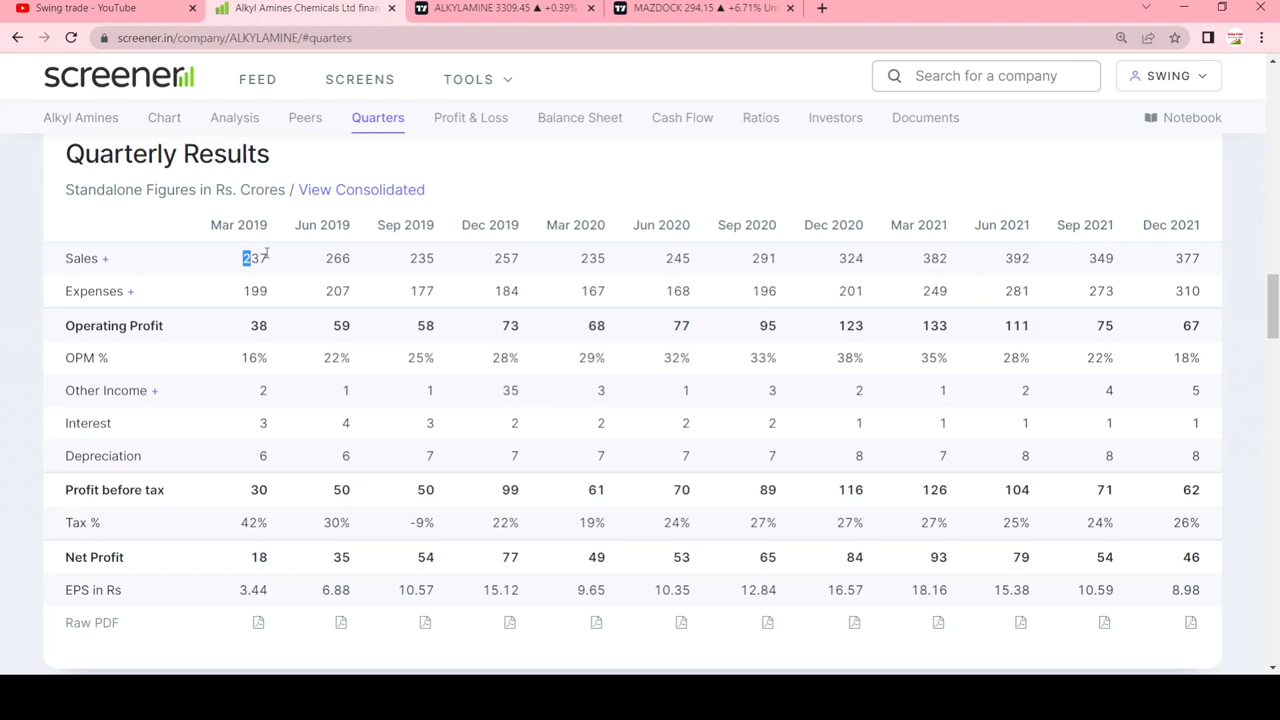 Swing trade - YouTube
Alkyl Amines Chemicals Ltd finan
ALKYLAMINE 3309.45 ▲ +0.39%
MAZDOCK 294.15 ▲ +6.71% Un
screener.in/company/ALKYLAMINE/#quarters
screener FEED SCREENS TOOLS Search for a company SWING
Alkyl Amines Chart Analysis Peers Quarters Profit & Loss Balance Sheet Cash Flow Ratios Investors Documents Notebook
Quarterly Results
Standalone Figures in Rs. Crores / View Consolidated
Mar 2019 Jun 2019 Sep 2019 Dec 2019 Mar 2020 Jun 2020 Sep 2020 Dec 2020 Mar 2021 Jun 2021 Sep 2021 Dec 2021
Sales + 237 266 235 257 235 245 291 324 382 392 349 377
Expenses + 199 207 177 184 167 168 196 201 249 281 273 310
Operating Profit 38 59 58 73 68 77 95 123 133 111 75 67
OPM % 16% 22% 25% 28% 29% 32% 33% 38% 35% 28% 22% 18%
Other Income + 2 1 1 35 3 1 3 2 1 2 4 5
Interest 3 4 3 2 2 2 2 1 1 1 1 1
Depreciation 6 6 7 7 7 7 7 8 7 8 8 8
Profit before tax 30 50 50 99 61 70 89 116 126 104 71 62
Tax % 42% 30% -9% 22% 19% 24% 27% 27% 27% 25% 24% 26%
Net Profit 18 35 54 77 49 53 65 84 93 79 54 46
EPS in Rs 3.44 6.88 10.57 15.12 9.65 10.35 12.84 16.57 18.16 15.38 10.59 8.98
Raw PDF